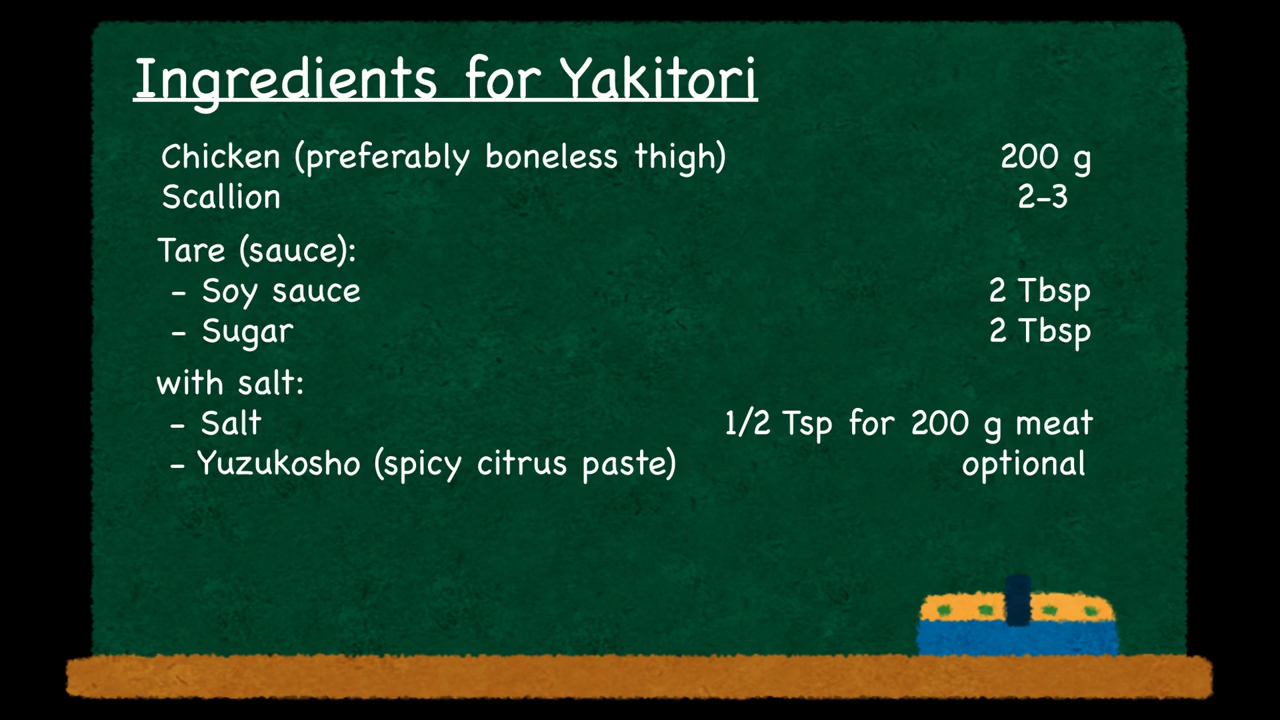 Ingredients for Yakitori
Chicken (preferably boneless thigh) 200 g
Scallion 2-3
Tare (sauce):
- Soy sauce 2 Tbsp
- Sugar 2 Tbsp
with salt:
- Salt 1/2 Tsp for 200 g meat
- Yuzukosho (spicy citrus paste) optional